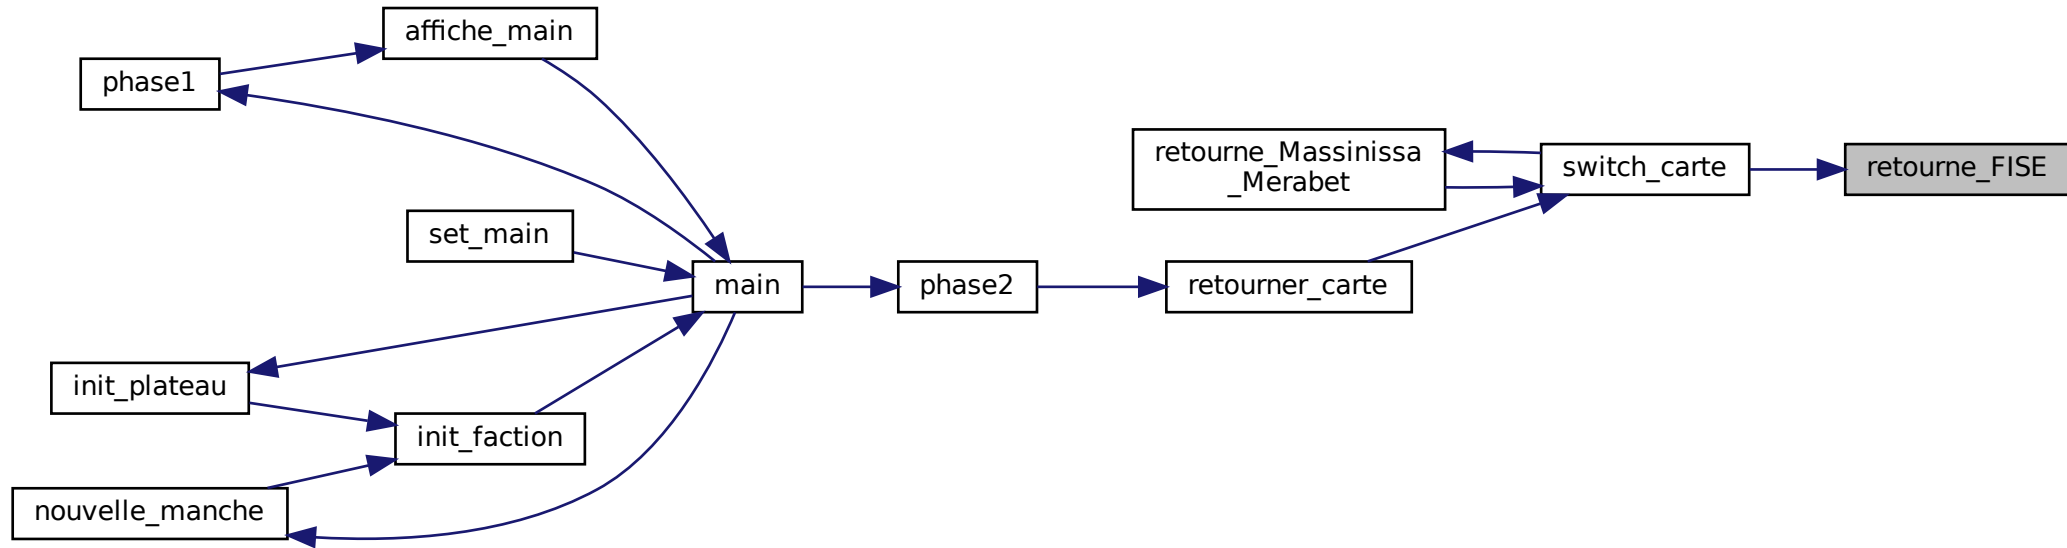 affiche_main
phase1
retourne_Massinissa
_Merabet
switch_carte
retourne_FISE
set_main
main
phase2
retourner_carte
init_plateau
init_faction
nouvelle_manche